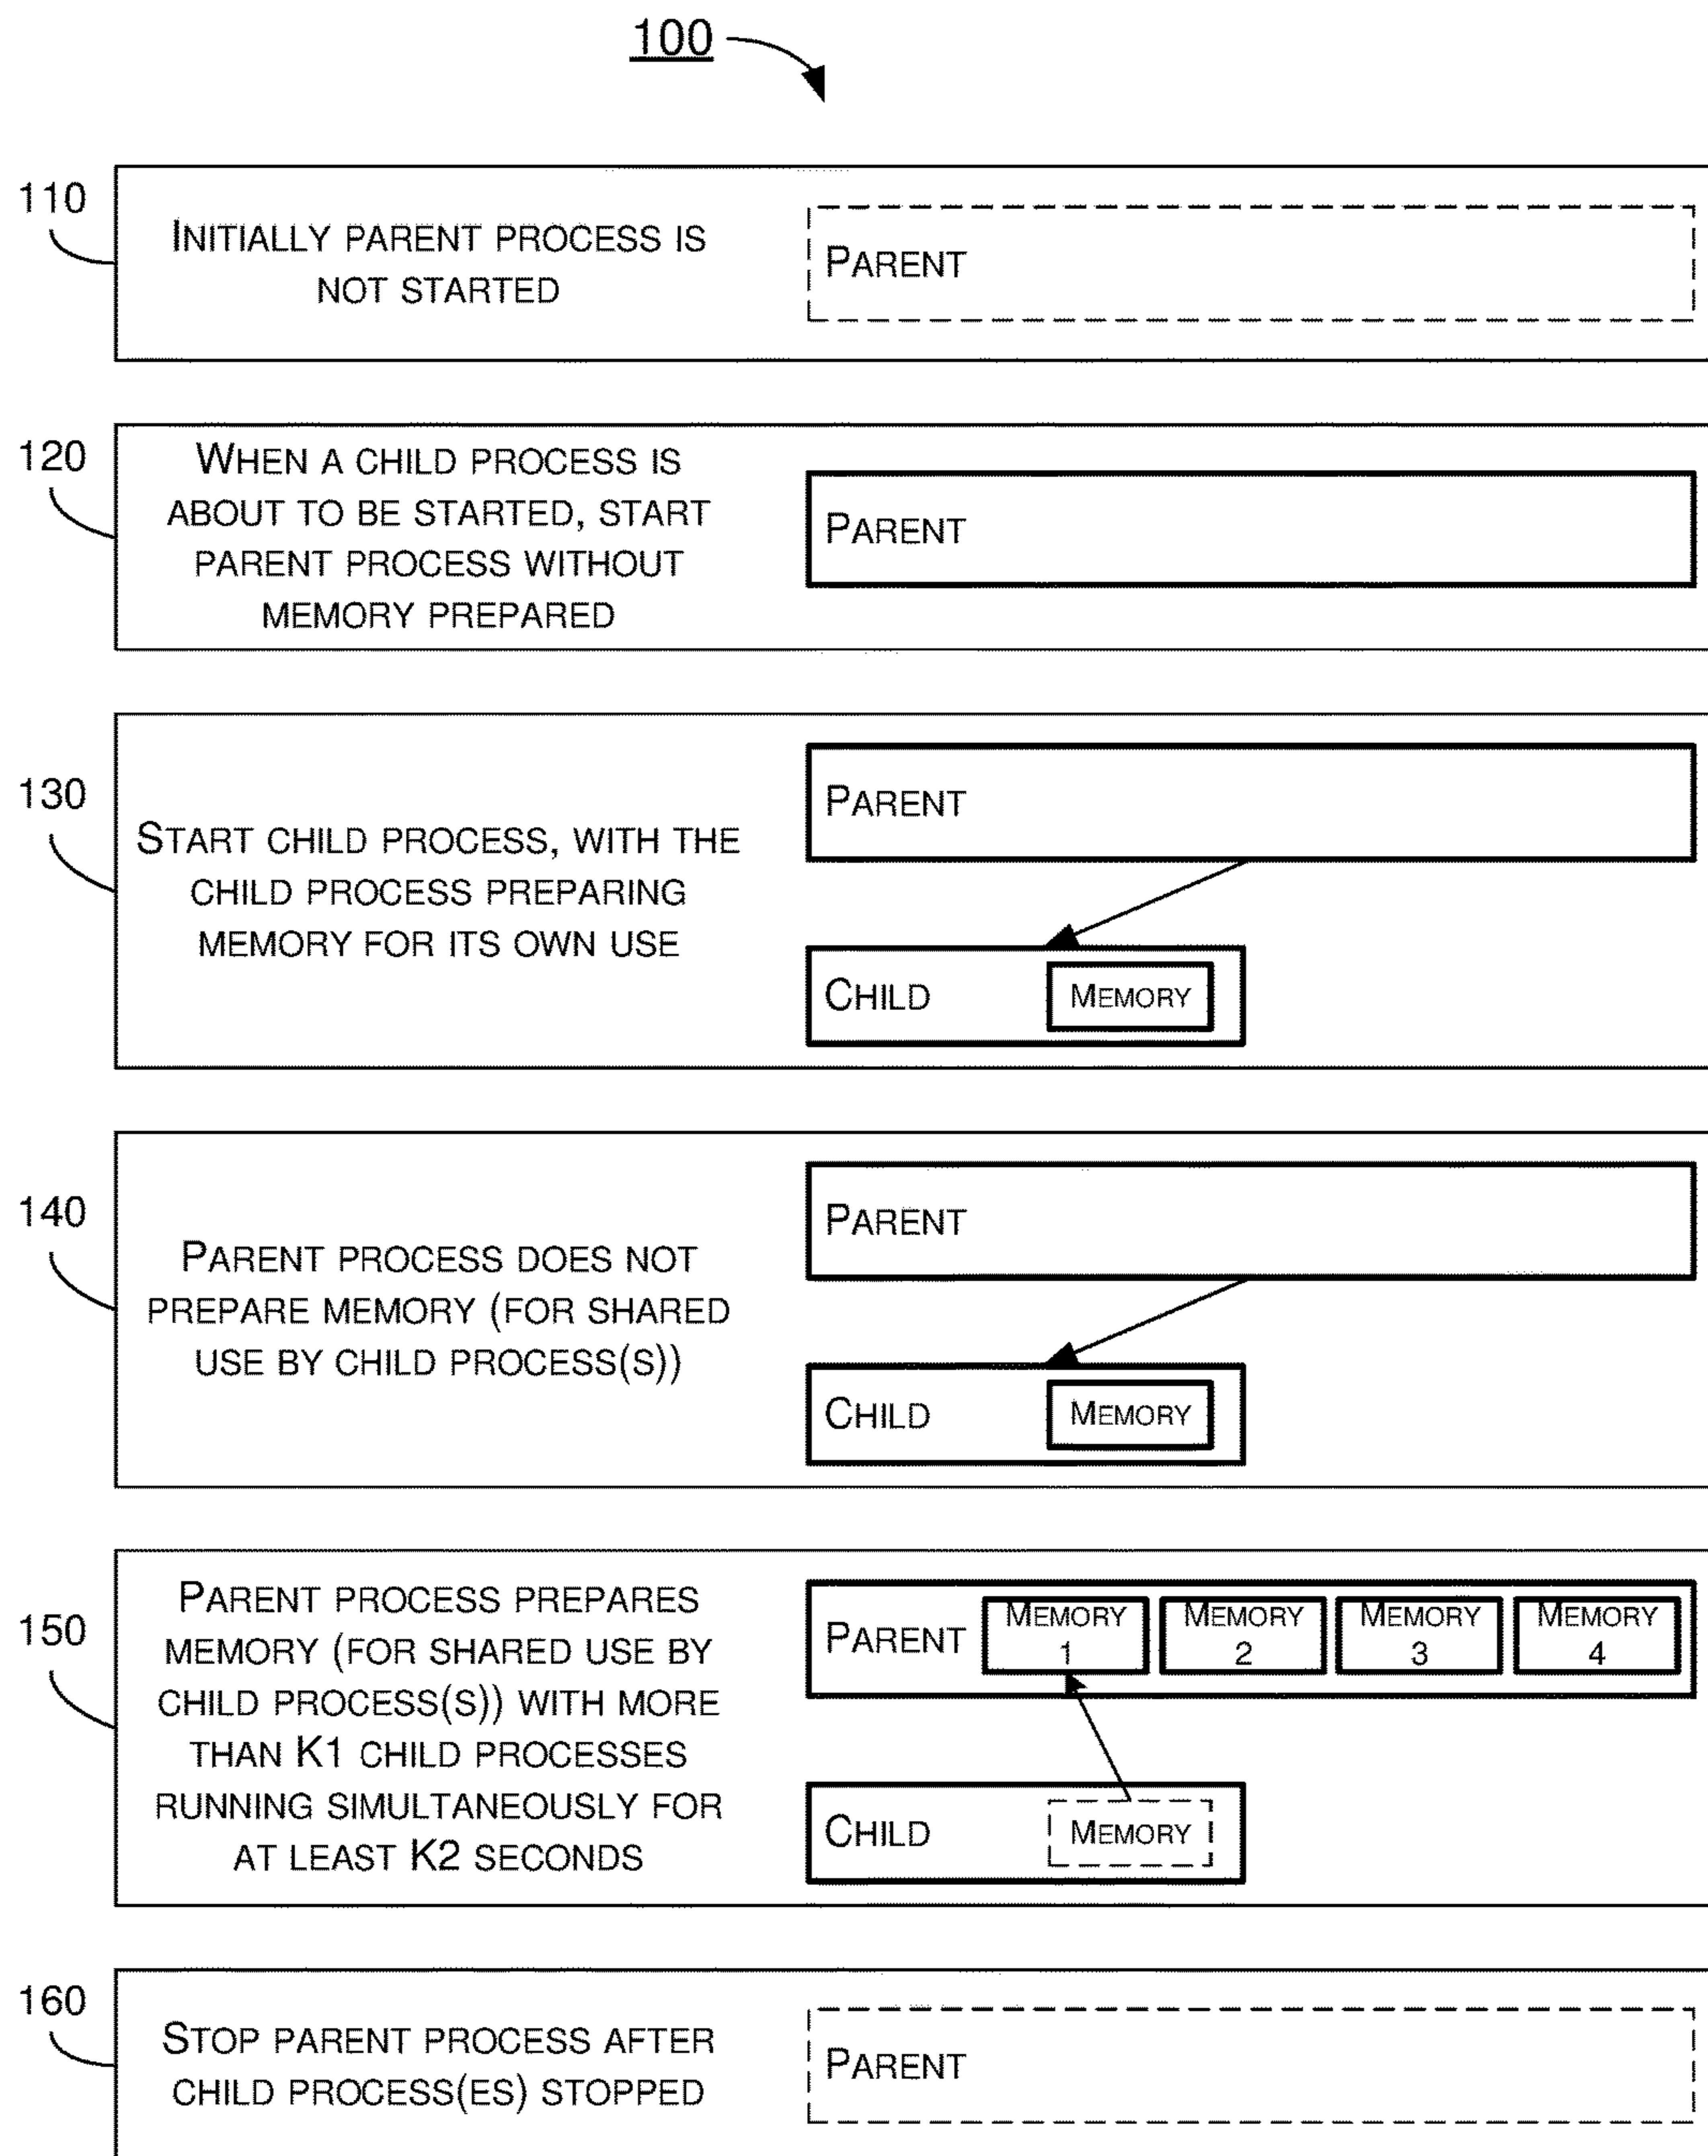 100
110
INITIALLY PARENT PROCESS IS
NOT STARTED
PARENT
120
WHEN A CHILD PROCESS IS
ABOUT TO BE STARTED, START
PARENT PROCESS WITHOUT
MEMORY PREPARED
PARENT
130
START CHILD PROCESS, WITH THE
CHILD PROCESS PREPARING
MEMORY FOR ITS OWN USE
PARENT
CHILD
MEMORY
140
PARENT PROCESS DOES NOT
PREPARE MEMORY (FOR SHARED
USE BY CHILD PROCESS(S))
PARENT
CHILD
MEMORY
150
PARENT PROCESS PREPARES
MEMORY (FOR SHARED USE BY
CHILD PROCESS(S)) WITH MORE
THAN K1 CHILD PROCESSES
RUNNING SIMULTANEOUSLY FOR
AT LEAST K2 SECONDS
PARENT
MEMORY
1
MEMORY
2
MEMORY
3
MEMORY
4
CHILD
MEMORY
160
STOP PARENT PROCESS AFTER
CHILD PROCESS(ES) STOPPED
PARENT